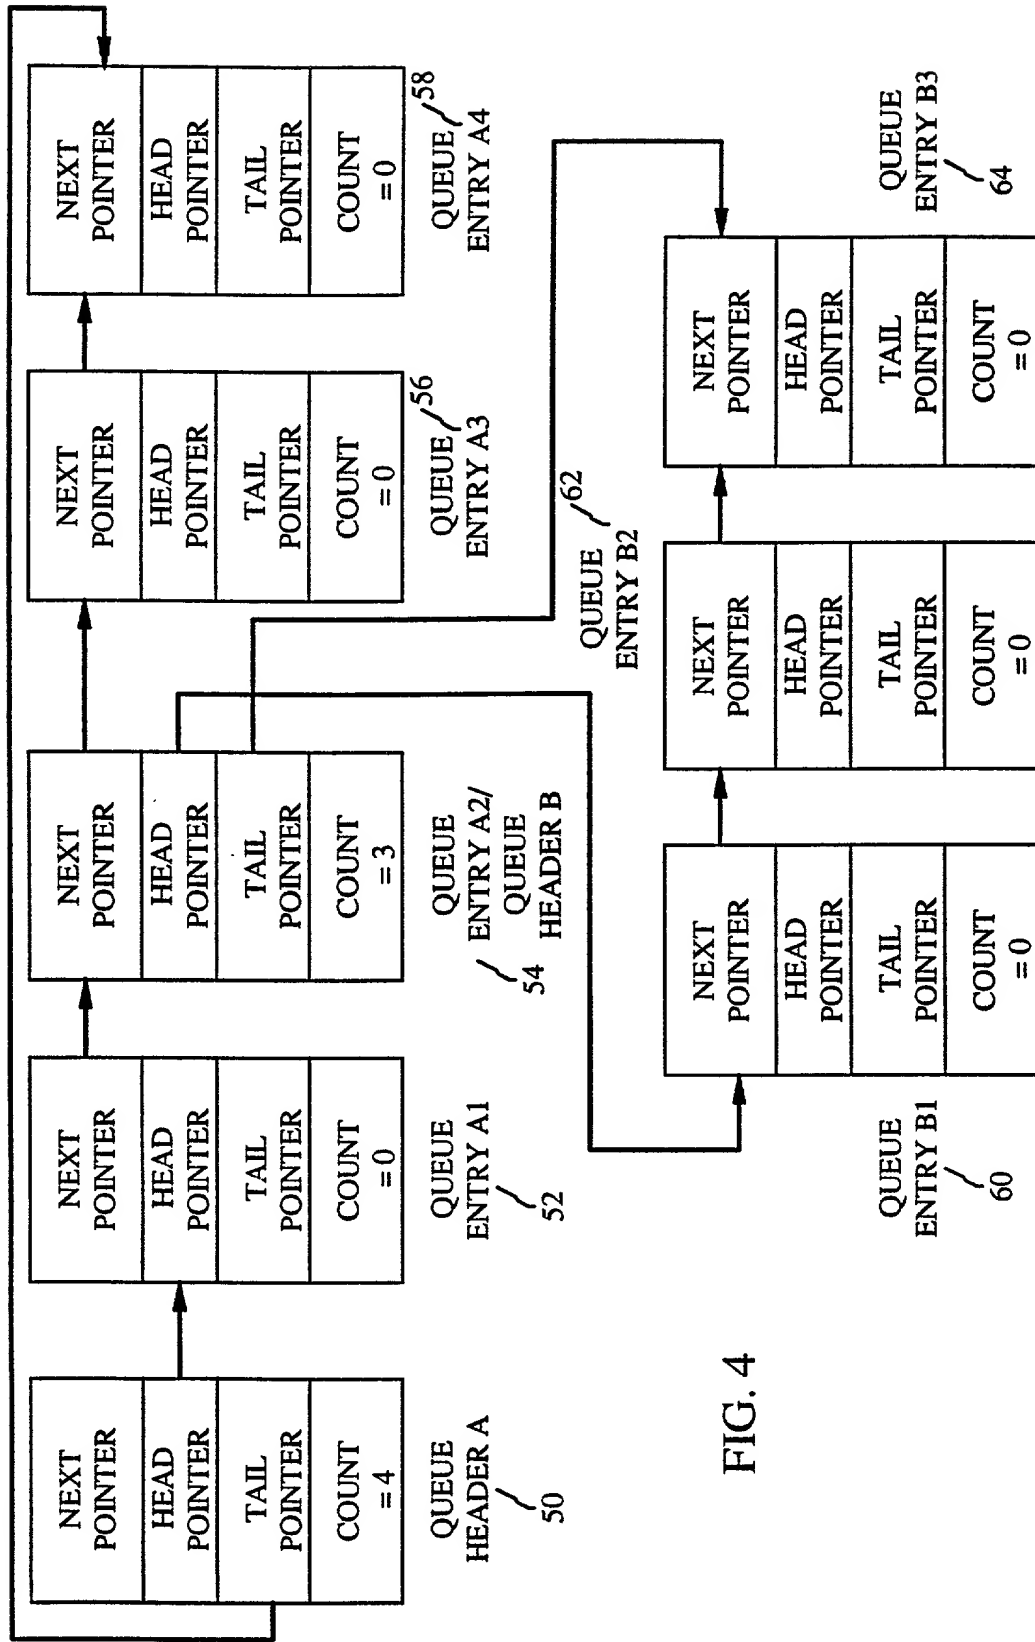 NEXT
POINTER
HEAD
POINTER
TAIL
POINTER
COUNT
= 4
QUEUE
HEADER A
50
NEXT
POINTER
HEAD
POINTER
TAIL
POINTER
COUNT
= 0
QUEUE
ENTRY A1
52
NEXT
POINTER
HEAD
POINTER
TAIL
POINTER
COUNT
= 3
QUEUE
ENTRY A2/
QUEUE
HEADER B
54
NEXT
POINTER
HEAD
POINTER
TAIL
POINTER
COUNT
= 0
QUEUE
ENTRY A3
56
NEXT
POINTER
HEAD
POINTER
TAIL
POINTER
COUNT
= 0
QUEUE
ENTRY A4
58
QUEUE
ENTRY B1
60
NEXT
POINTER
HEAD
POINTER
TAIL
POINTER
COUNT
= 0
QUEUE
ENTRY B2
62
NEXT
POINTER
HEAD
POINTER
TAIL
POINTER
COUNT
= 0
NEXT
POINTER
HEAD
POINTER
TAIL
POINTER
COUNT
= 0
QUEUE
ENTRY B3
64
FIG. 4